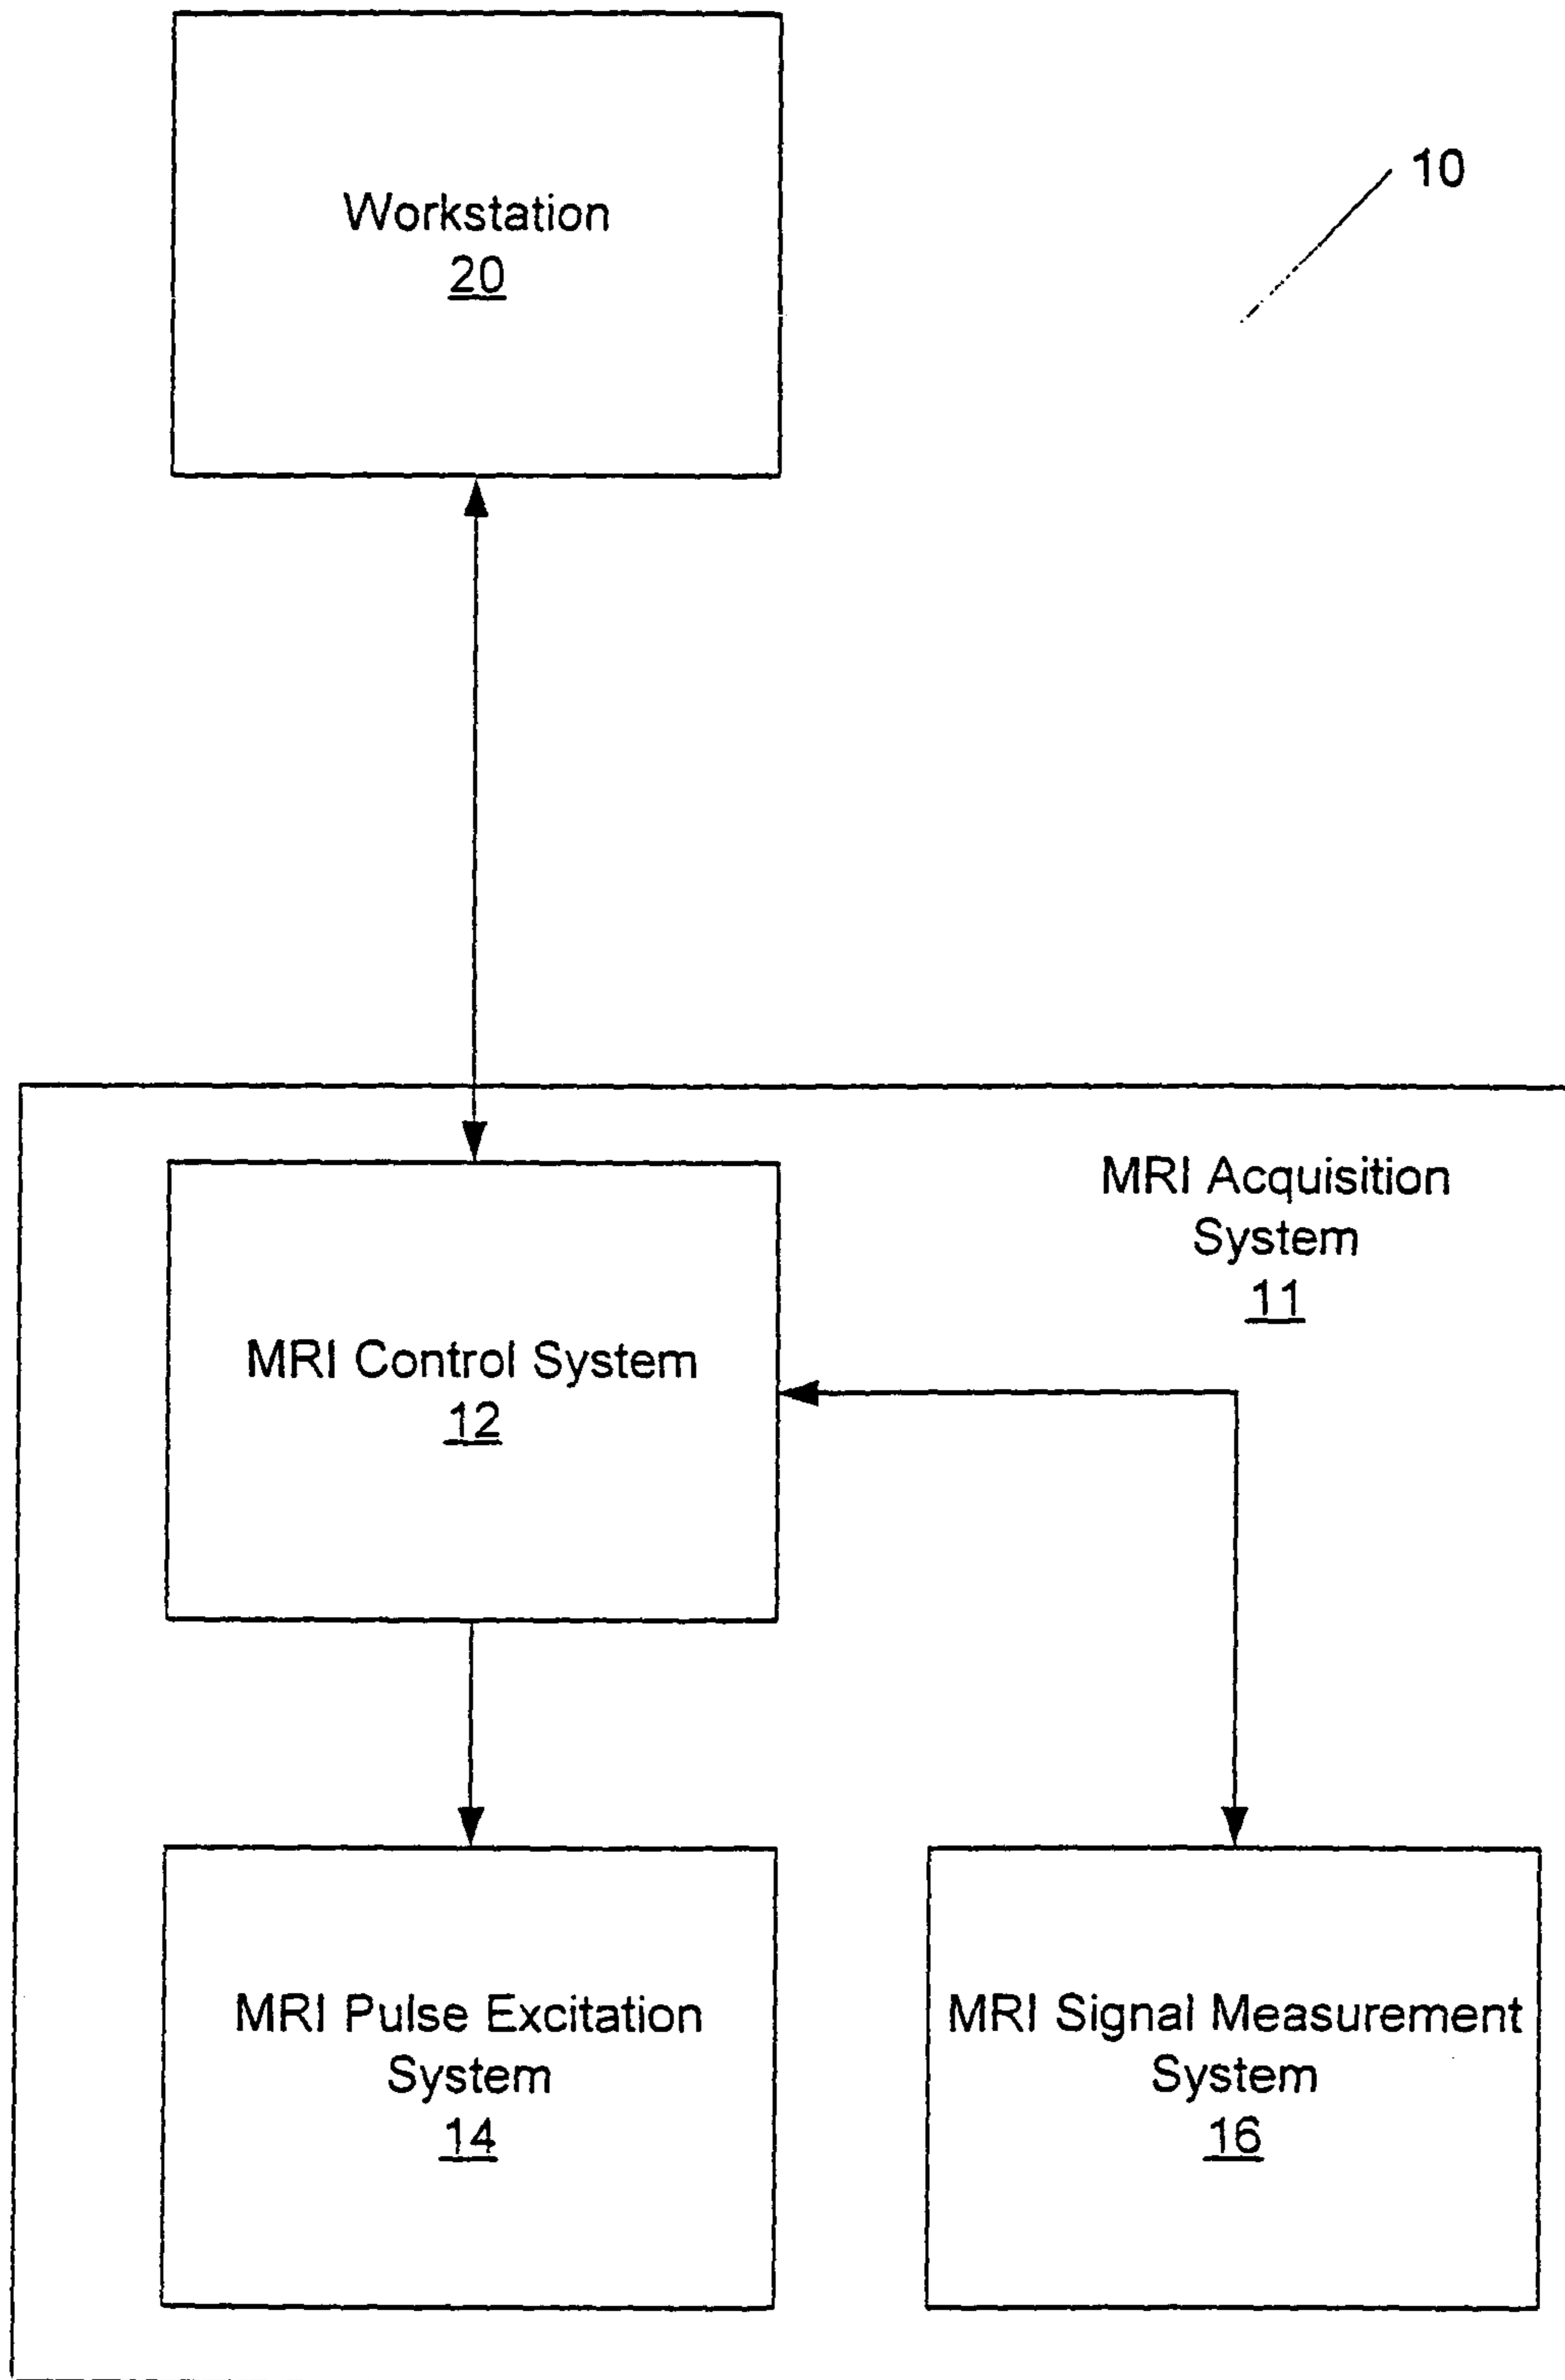 Workstation
20
10
MRI Acquisition
System
11
MRI Control System
12
MRI Pulse Excitation
System
14
MRI Signal Measurement
System
16